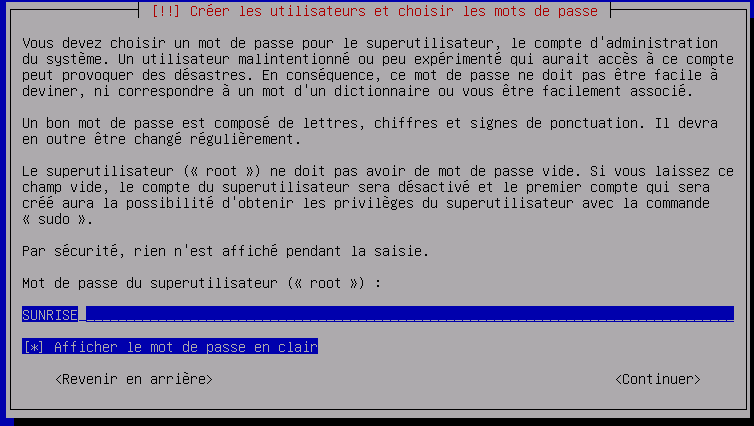 [!!] Créer les utilisateurs et choisir les mots de passe
Vous devez choisir un mot de passe pour le superutilisateur, le compte d'administration
du système. Un utilisateur malintentionné ou peu expérimenté qui aurait accès à ce compte
peut provoquer des désastres. En conséquence, ce mot de passe ne doit pas être facile à
deviner, ni correspondre à un mot d'un dictionnaire ou vous être facilement associé.
Un bon mot de passe est composé de lettres, chiffres et signes de ponctuation. Il devra
en outre être changé régulièrement.
Le superutilisateur (« root ») ne doit pas avoir de mot de passe vide. Si vous laissez ce
champ vide, le compte du superutilisateur sera désactivé et le premier compte qui sera
créé aura la possibilité d'obtenir les privilèges du superutilisateur avec la commande
« sudo ».
Par sécurité, rien n'est affiché pendant la saisie.
Mot de passe du superutilisateur (« root ») :
SUNRISE
[*] Afficher le mot de passe en clair
<Revenir en arrière> <Continuer>